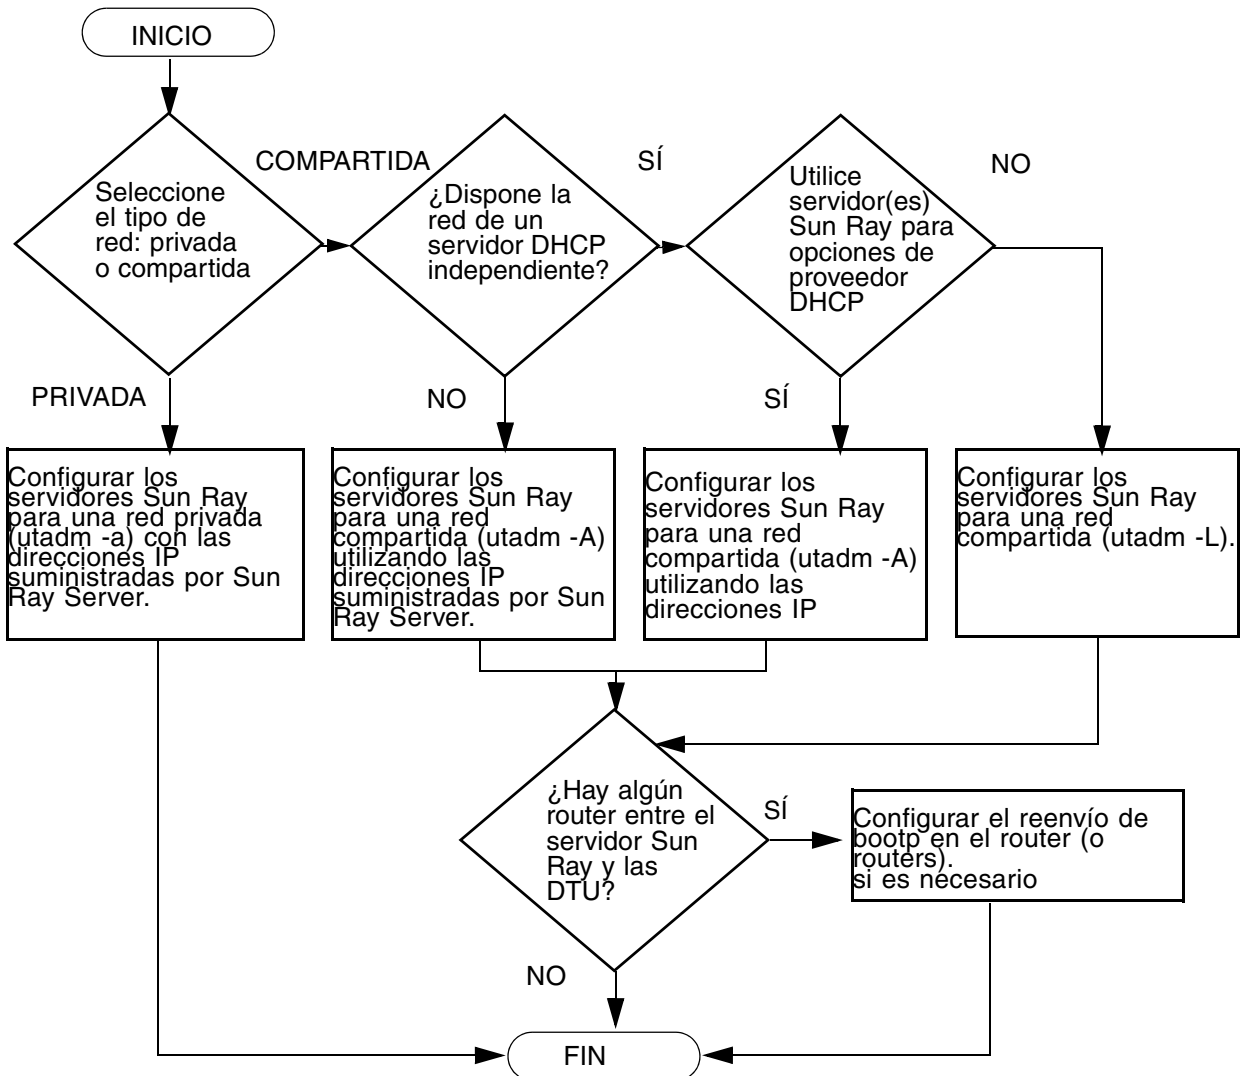 INICIO
COMPARTIDA
SÍ
NO
Seleccione
el tipo de
red: privada
o compartida
¿Dispone la
red de un
servidor DHCP
independiente?
Utilice
servidor(es)
Sun Ray para
opciones de
proveedor
DHCP
PRIVADA
NO
SÍ
Configurar los
servidores Sun Ray
para una red privada
(utadm -a) con las
direcciones IP
suministradas por Sun
Ray Server.
Configurar los
servidores Sun Ray
para una red
compartida (utadm -A)
utilizando las
direcciones IP
suministradas por Sun
Ray Server.
Configurar los
servidores Sun Ray
para una red
compartida (utadm -A)
utilizando las
direcciones IP
Configurar los
servidores Sun Ray
para una red
compartida (utadm -L).
¿Hay algún
router entre el
servidor Sun
Ray y las
DTU?
SÍ
Configurar el reenvío de
bootp en el router (o
routers).
si es necesario
NO
FIN